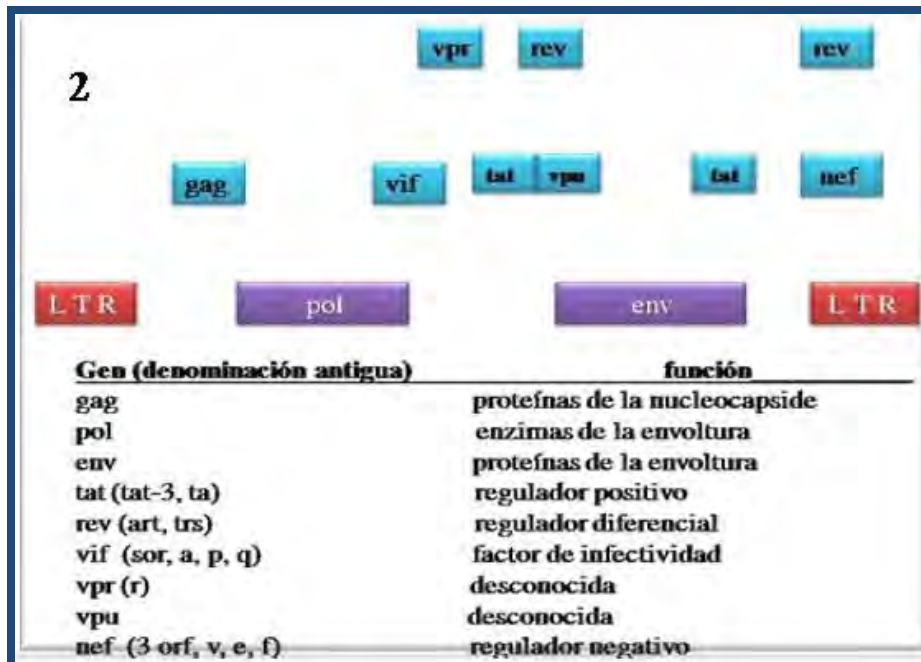 vpr rev rev
2
gag vif tat vpu tat nef
L T R pol env L T R
Gen (denominación antigua) función
gag proteínas de la nucleocapside
pol enzimas de la envoltura
env proteínas de la envoltura
tat (tat-3, ta) regulador positivo
rev (art, trs) regulador diferencial
vif (sor, a, p, q) factor de infectividad
vpr (r) desconocida
vpu desconocida
nef (3 orf, v, e, f) regulador negativo